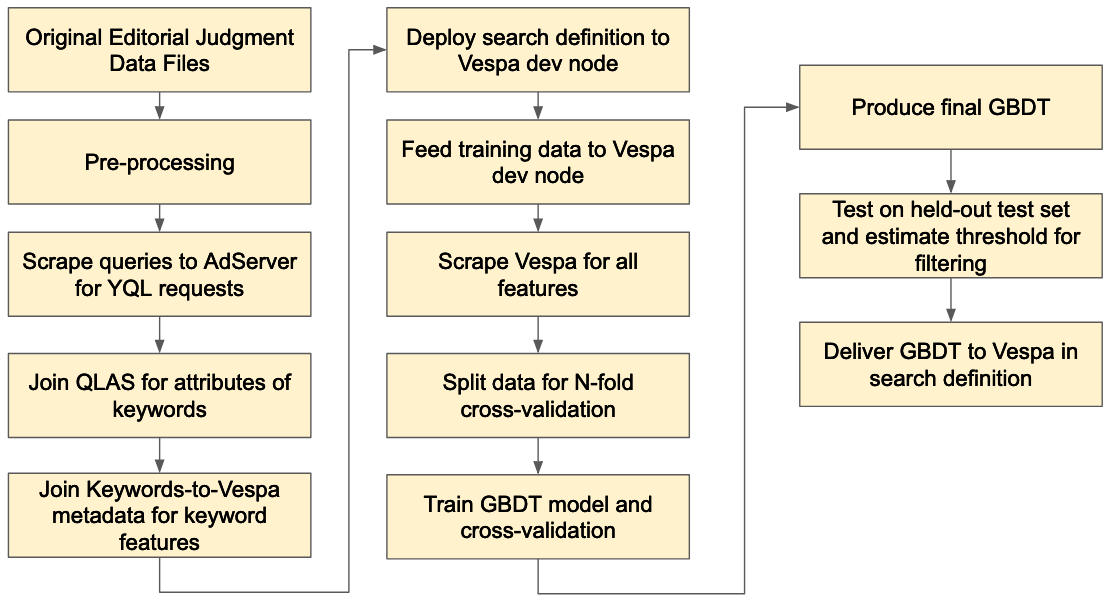 Original Editorial Judgment
Data Files
Pre-processing
Scrape queries to AdServer
for YQL requests
Join QLAS for attributes of
keywords
Join Keywords-to-Vespa
metadata for keyword
features
Deploy search definition to
Vespa dev node
Feed training data to Vespa
dev node
Scrape Vespa for all
features
Split data for N-fold
cross-validation
Train GBDT model and
cross-validation
Produce final GBDT
Test on held-out test set
and estimate threshold for
filtering
Deliver GBDT to Vespa in
search definition